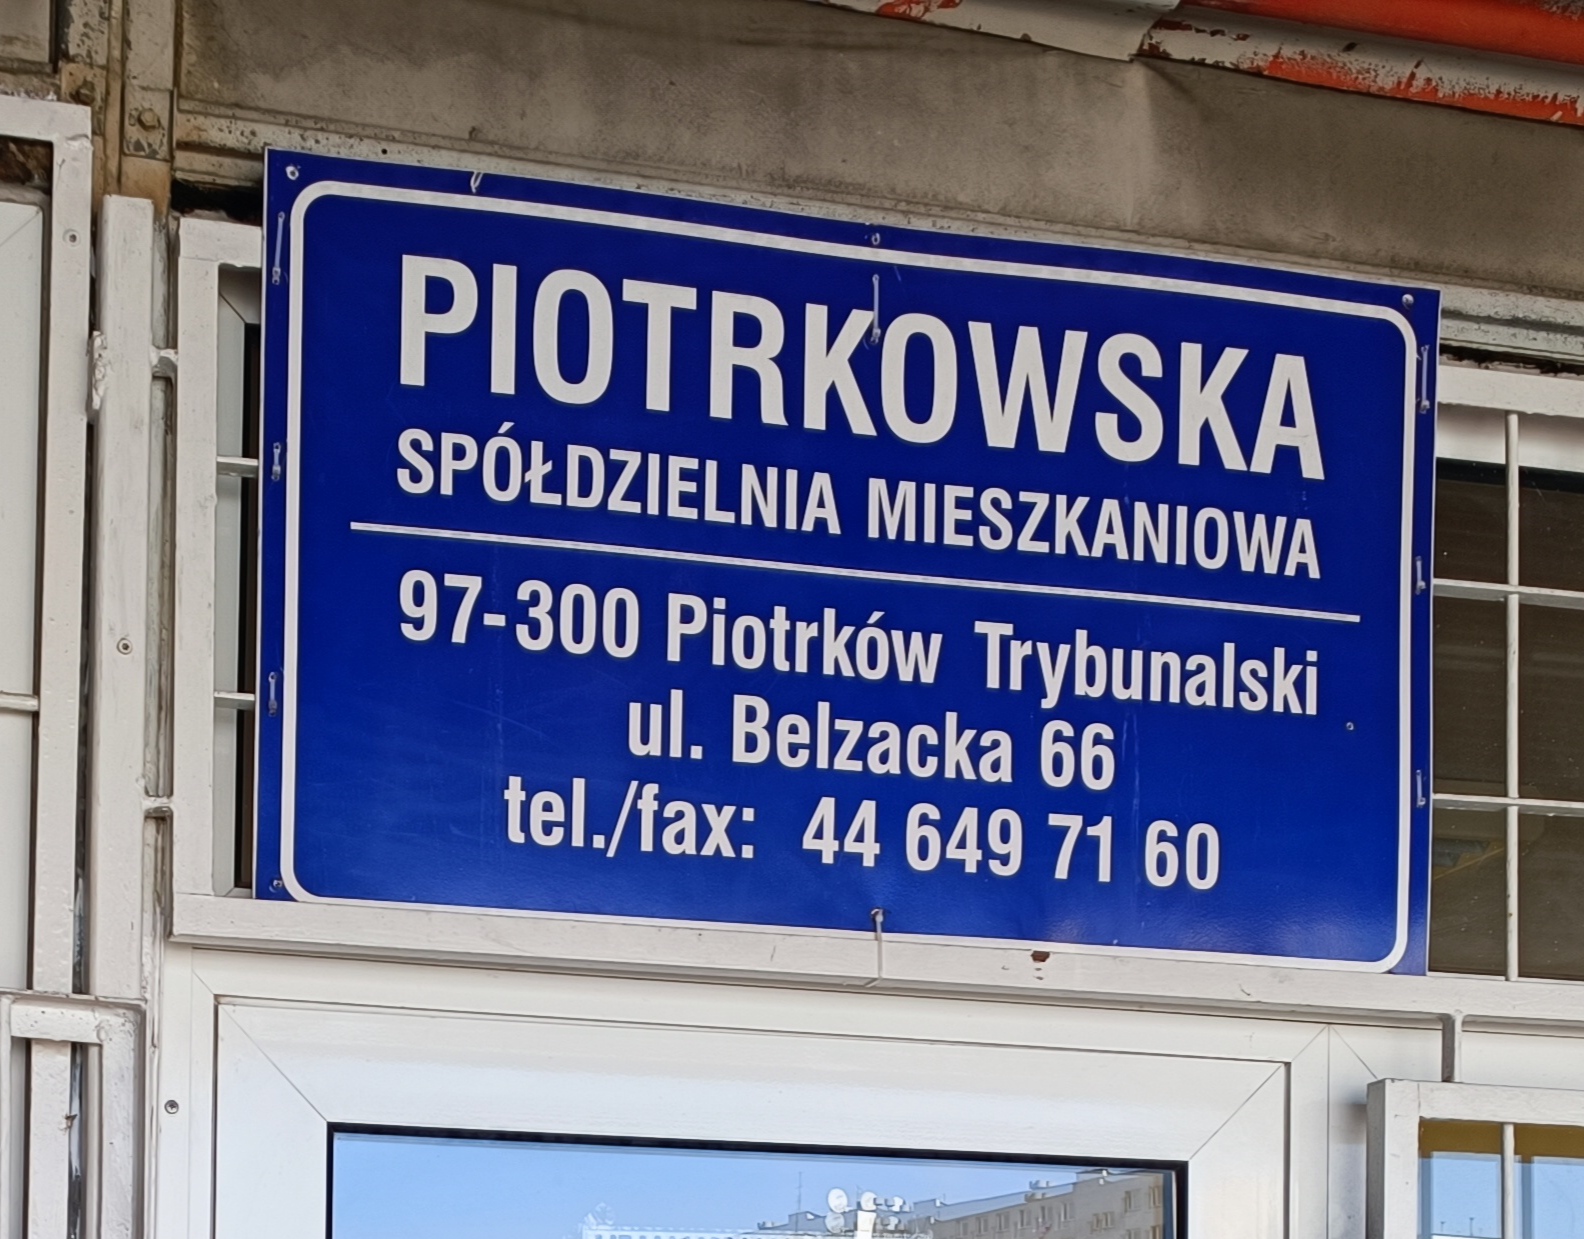 PIOTRKOWSKA
SPÓŁDZIELNIA MIESZKANIOWA
97-300 Piotrków Trybunalski
ul. Belzacka 66
tel./fax: 44 649 71 60